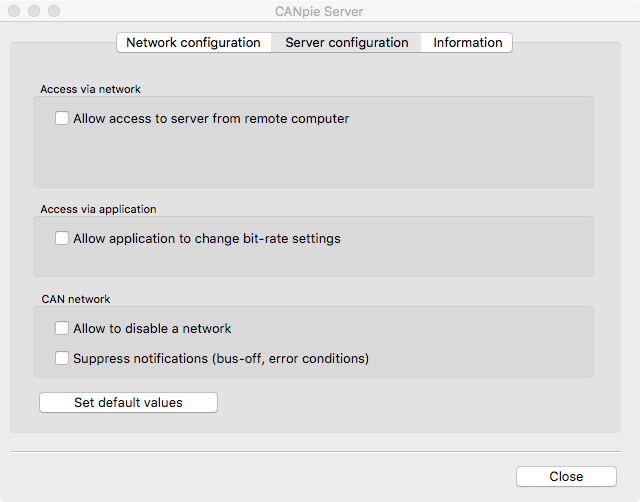 CANpie Server
Network configuration Server configuration Information
Access via network
Allow access to server from remote computer
Access via application
Allow application to change bit-rate settings
CAN network
Allow to disable a network
Suppress notifications (bus-off, error conditions)
Set default values
Close